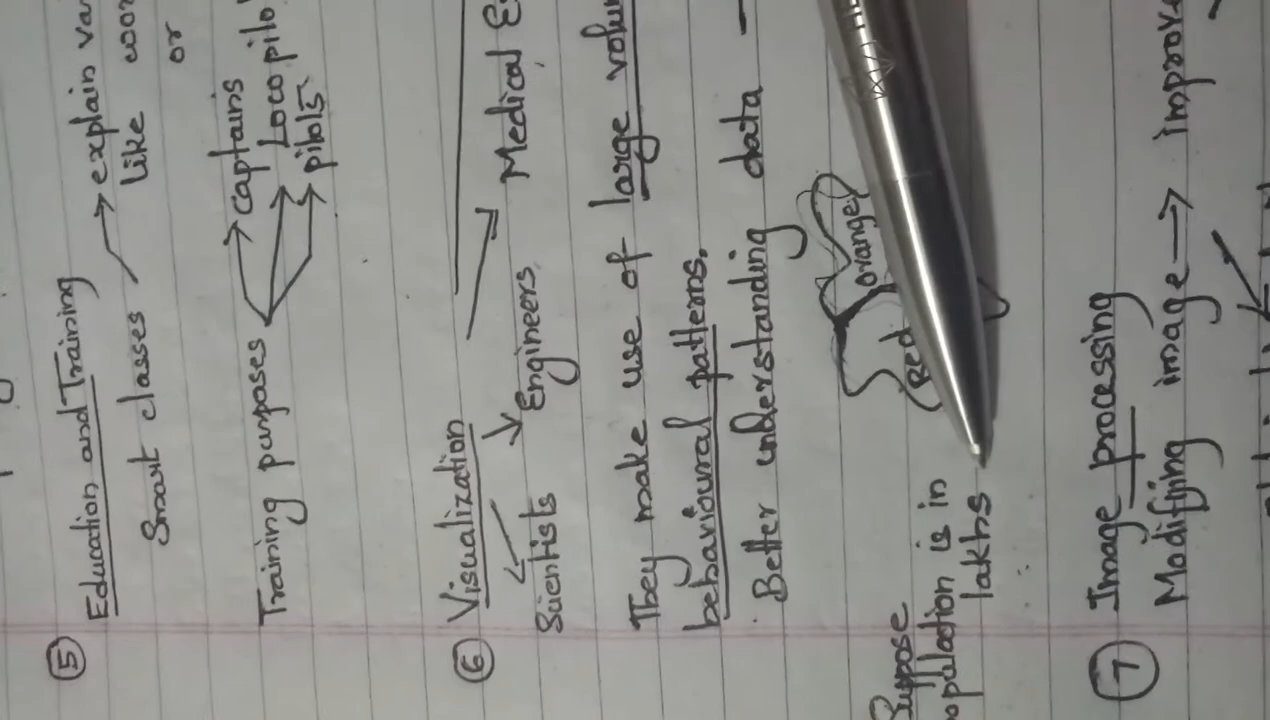 ⑤ Education and Training
Smart classes → explain
like
or
Training purposes → captains
→ Loco
→ pilots
⑥ Visualization
Scientists Engineers Medical
They make use of large
behavioural patterns.
Better understanding data –
orange
Red
Suppose
population is in
lakhs
⑦ Image processing
Modifying image →